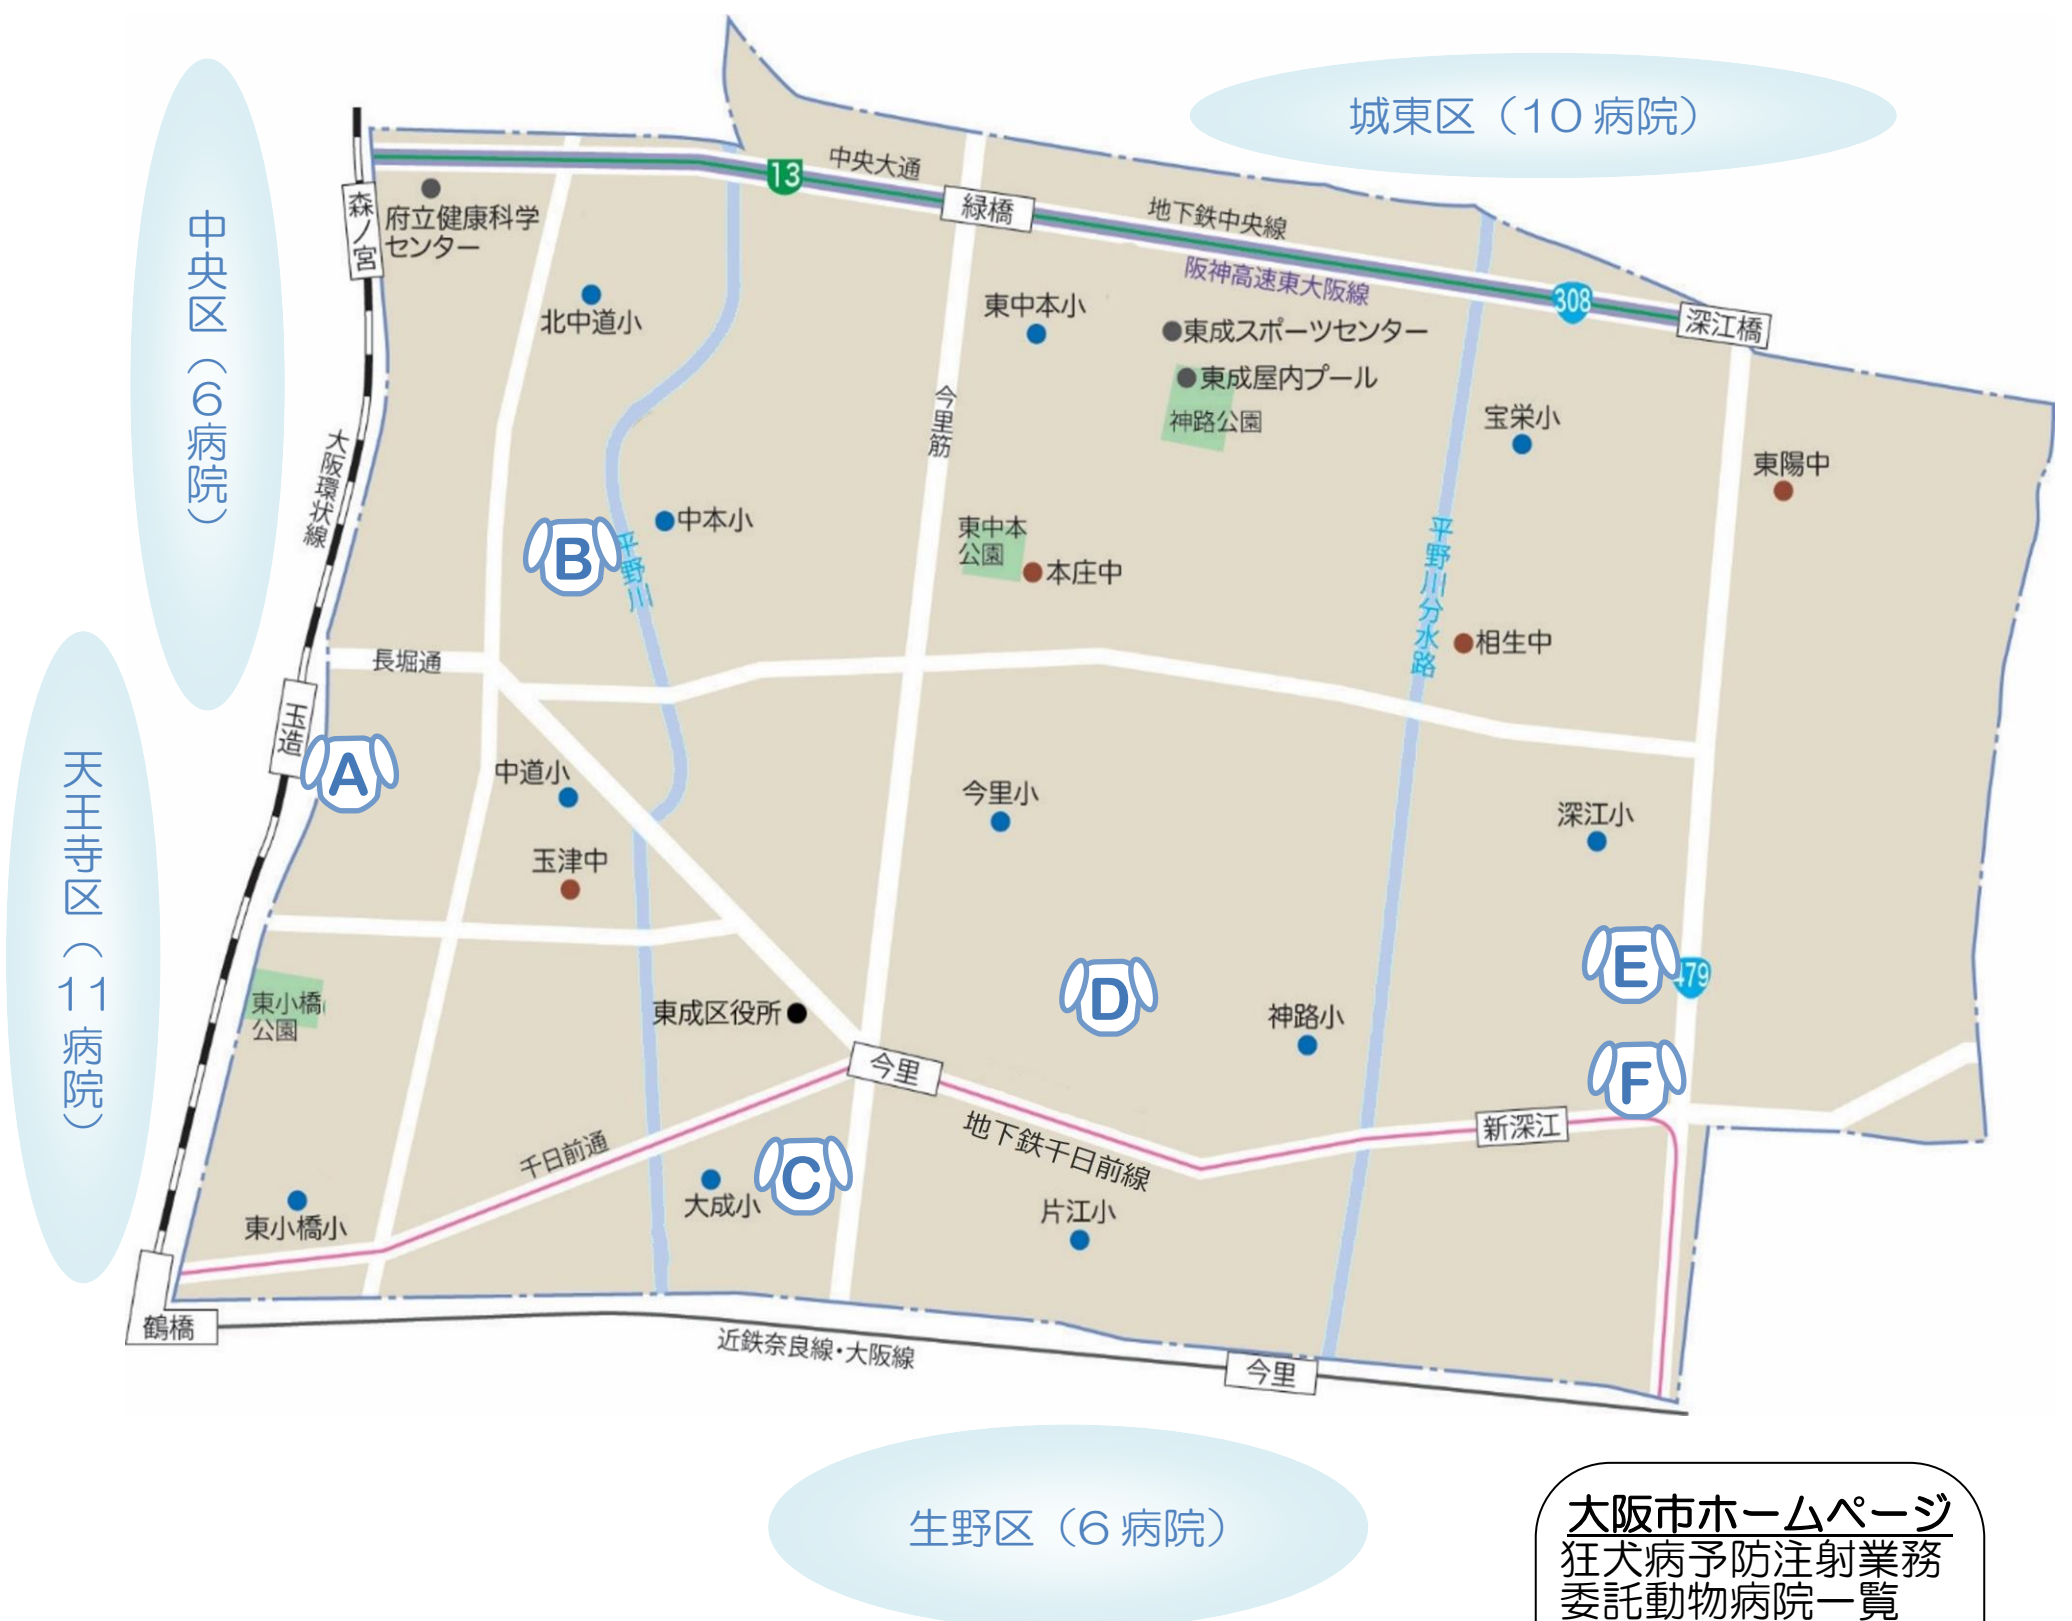 城東区（10 病院）
中央区（6 病院）
天王寺区（11 病院）
森ノ宮
府立健康科学
センター
13
中央大通
緑橋
地下鉄中央線
阪神高速東大阪線
308
深江橋
北中道小
東中本小
東成スポーツセンター
東成屋内プール
神路公園
今里筋
宝栄小
東陽中
大阪環状線
中本小
B
平野川
東中本
公園
本庄中
平野川分水路
相生中
長堀通
玉造
A
中道小
今里小
深江小
玉津中
E
479
D
東小橋
公園
東成区役所
神路小
今里
F
新深江
地下鉄千日前線
千日前通
C
大成小
片江小
東小橋小
鶴橋
近鉄奈良線・大阪線
今里
生野区（6 病院）
大阪市ホームページ
狂犬病予防注射業務
委託動物病院一覧